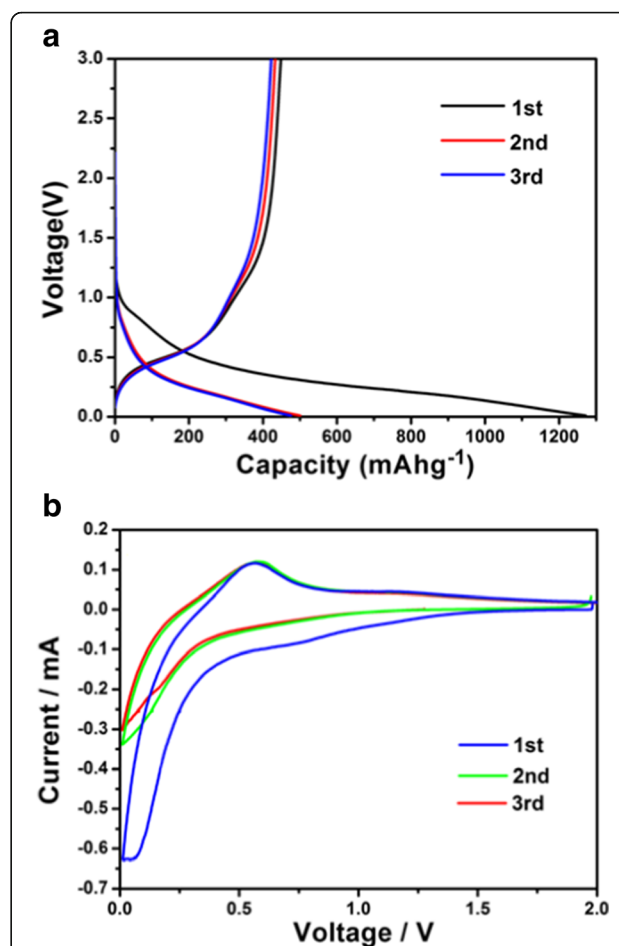 a
3.0
2.5
2.0
1.5
1.0
0.5
0.0
Voltage(V)
1st
2nd
3rd
0 200 400 600 800 1000 1200
Capacity (mAhg⁻¹)
b
0.2
0.1
0.0
-0.1
-0.2
-0.3
-0.4
-0.5
-0.6
-0.7
Current / mA
1st
2nd
3rd
0.0 0.5 1.0 1.5 2.0
Voltage / V